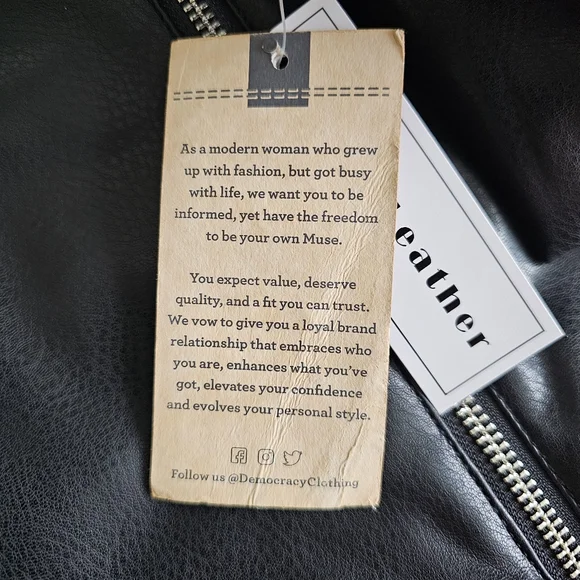 As a modern woman who grew
up with fashion, but got busy
with life, we want you to be
informed, yet have the freedom
to be your own Muse.
You expect value, deserve
quality, and a fit you can trust.
We vow to give you a loyal brand
relationship that embraces who
you are, enhances what you've
got, elevates your confidence
and evolves your personal style.
Follow us @DemocracyClothing
eather